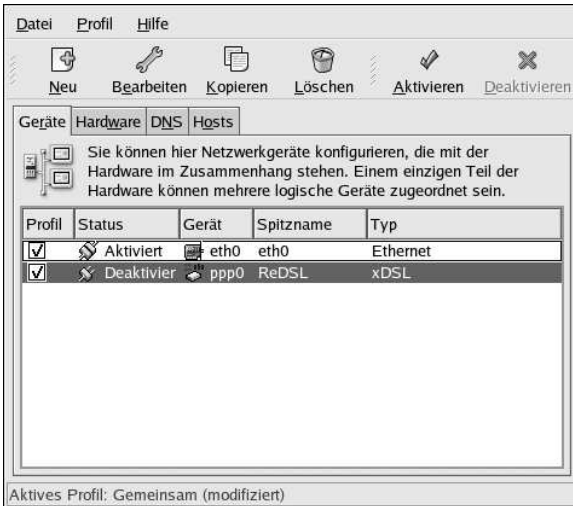 Datei Profil Hilfe
Neu Bearbeiten Kopieren Löschen Aktivieren Deaktivieren
Geräte Hardware DNS Hosts
Sie können hier Netzwerkgeräte konfigurieren, die mit der
Hardware im Zusammenhang stehen. Einem einzigen Teil der
Hardware können mehrere logische Geräte zugeordnet sein.
Profil Status Gerät Spitzname Typ
Aktiviert eth0 eth0 Ethernet
Deaktivier ppp0 ReDSL xDSL
Aktives Profil: Gemeinsam (modifiziert)